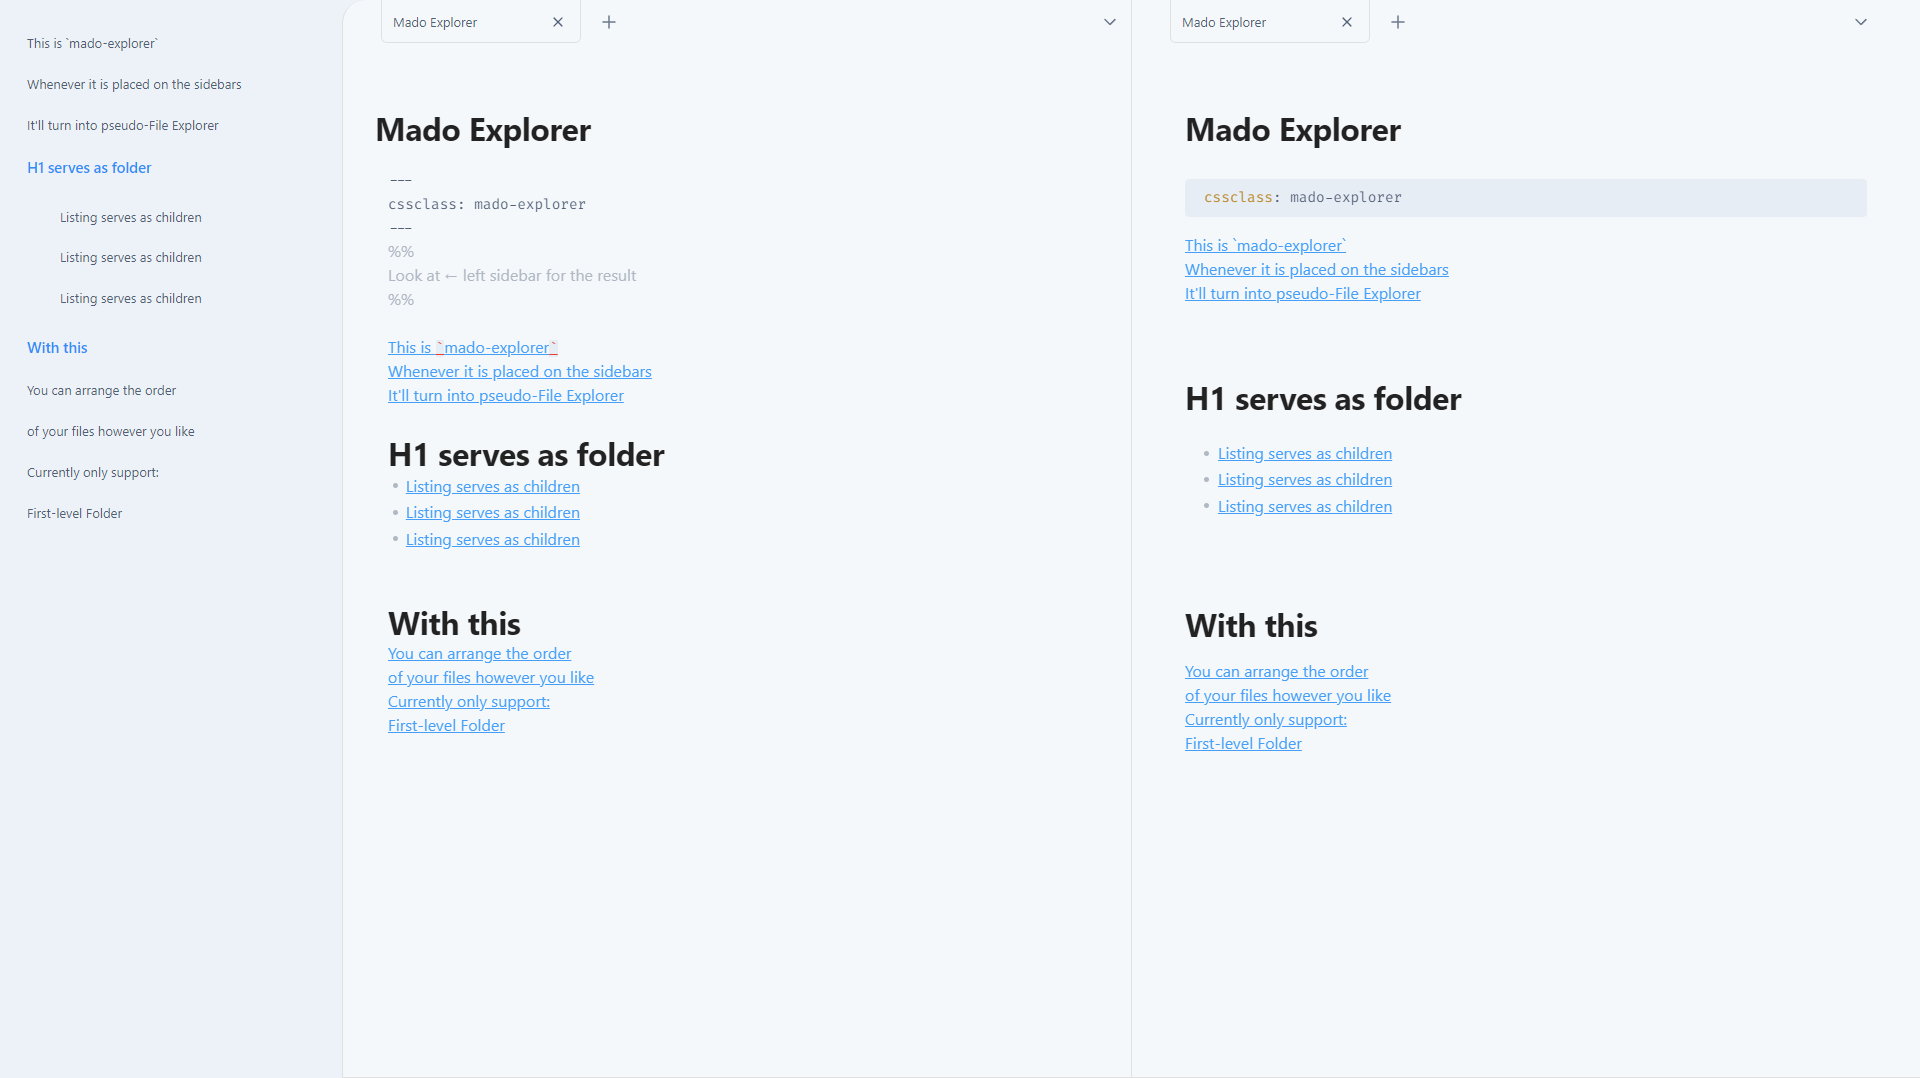 This is `mado-explorer`
Whenever it is placed on the sidebars
It'll turn into pseudo-File Explorer
H1 serves as folder
Listing serves as children
Listing serves as children
Listing serves as children
With this
You can arrange the order
of your files however you like
Currently only support:
First-level Folder
Mado Explorer
Mado Explorer
---
cssclass: mado-explorer
---
%%
Look at ← left sidebar for the result
%%
This is `mado-explorer`
Whenever it is placed on the sidebars
It'll turn into pseudo-File Explorer
H1 serves as folder
Listing serves as children
Listing serves as children
Listing serves as children
With this
You can arrange the order
of your files however you like
Currently only support:
First-level Folder
Mado Explorer
Mado Explorer
cssclass: mado-explorer
This is `mado-explorer`
Whenever it is placed on the sidebars
It'll turn into pseudo-File Explorer
H1 serves as folder
Listing serves as children
Listing serves as children
Listing serves as children
With this
You can arrange the order
of your files however you like
Currently only support:
First-level Folder